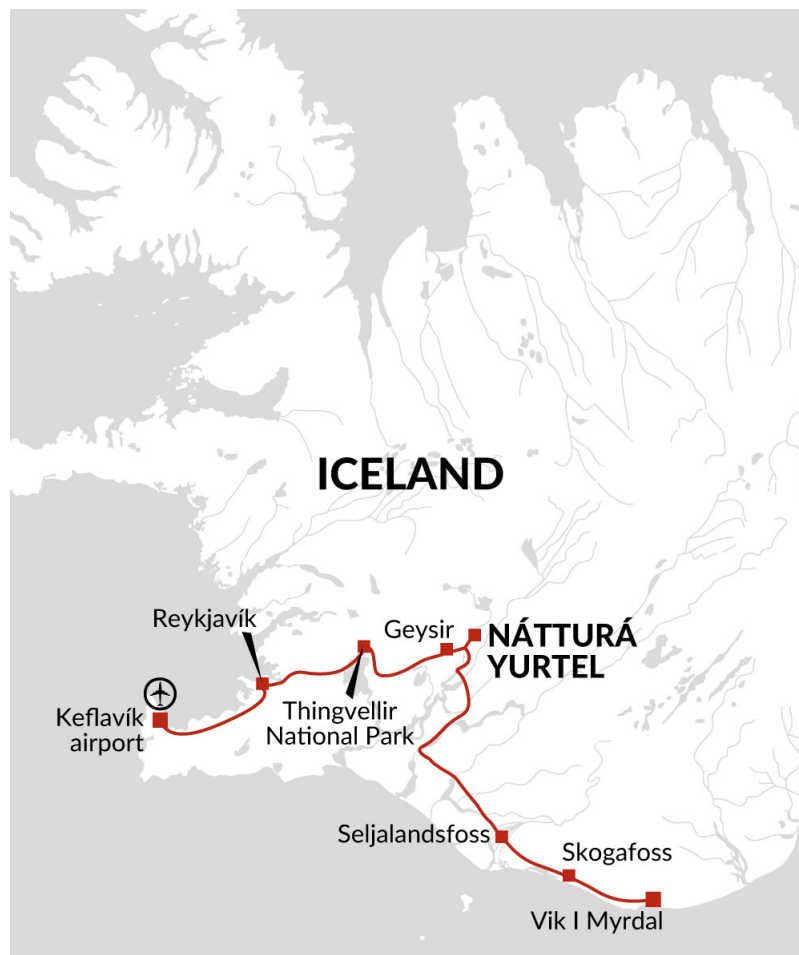 ICELAND
Reykjavík
Geysir
NÁTTURÁ
YURTEL
Keflavík
airport
Thingvellir
National Park
Seljalandsfoss
Skogafoss
Vik I Myrdal